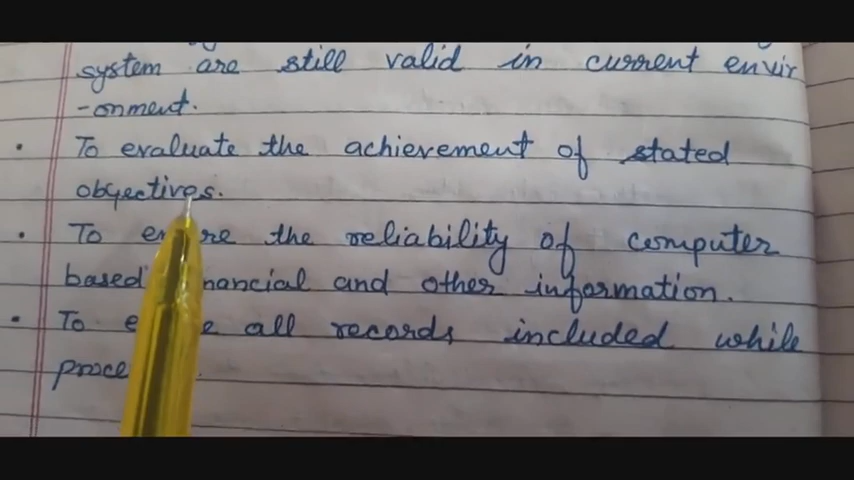 system are still valid in current envir
-onment.
• To evaluate the achievement of stated
objectives.
• To the reliability of computer
based and other information.
• To all records included while